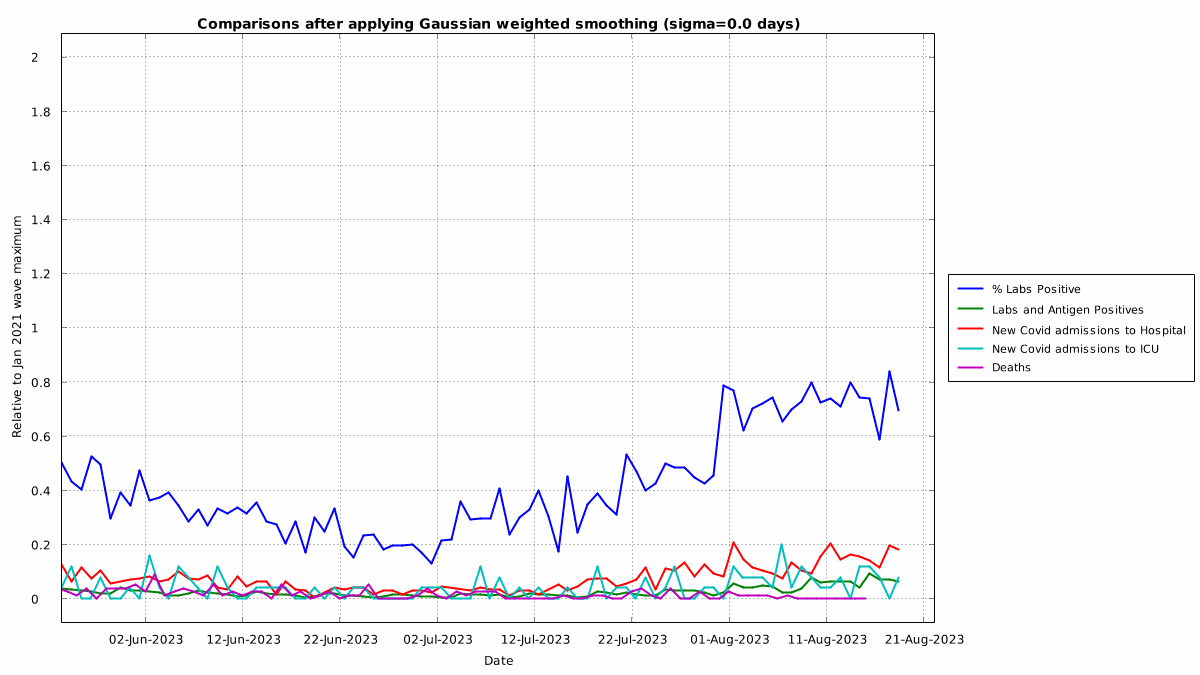 Comparisons after applying Gaussian weighted smoothing (sigma=0.0 days)
2
1.8
1.6
1.4
1.2
1
0.8
0.6
0.4
0.2
0
Relative to Jan 2021 wave maximum
02-Jun-2023 12-Jun-2023 22-Jun-2023 02-Jul-2023 12-Jul-2023 22-Jul-2023 01-Aug-2023 11-Aug-2023 21-Aug-2023
Date
% Labs Positive
Labs and Antigen Positives
New Covid admissions to Hospital
New Covid admissions to ICU
Deaths